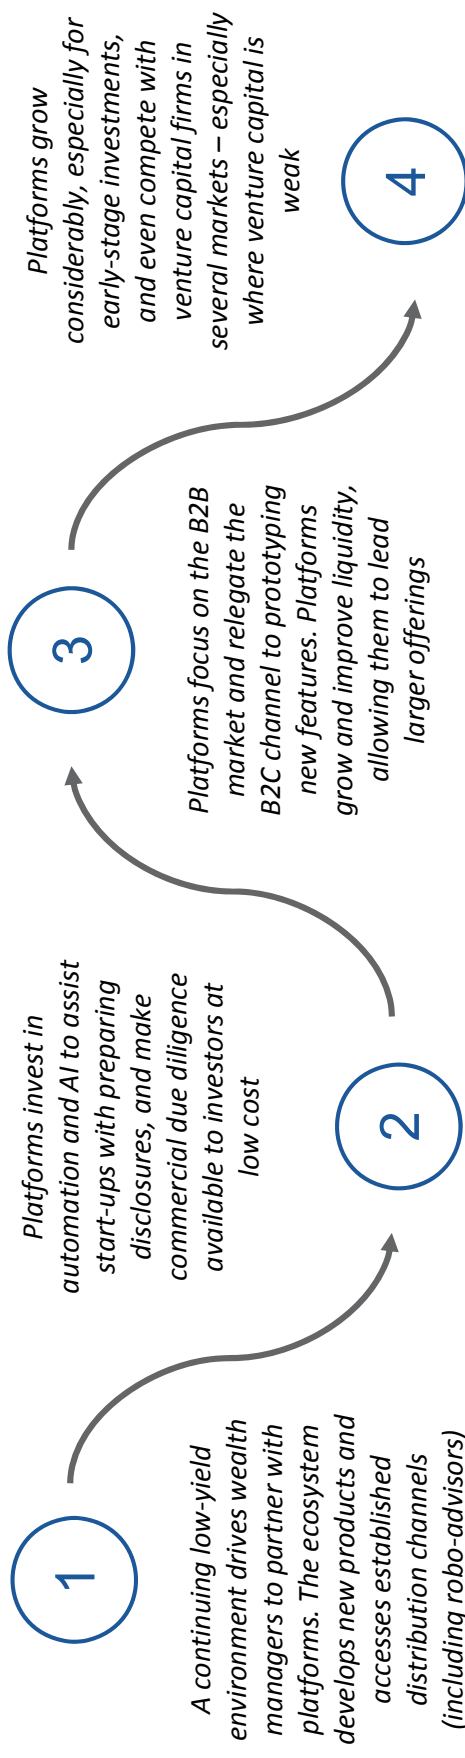 1
A continuing low-yield
environment drives wealth
managers to partner with
platforms. The ecosystem
develops new products and
accesses established
distribution channels
(including robo-advisors)
Platforms invest in
automation and AI to assist
start-ups with preparing
disclosures, and make
commercial due diligence
available to investors at
low cost
2
3
Platforms focus on the B2B
market and relegate the
B2C channel to prototyping
new features. Platforms
grow and improve liquidity,
allowing them to lead
larger offerings
Platforms grow
considerably, especially for
early-stage investments,
and even compete with
venture capital firms in
several markets – especially
where venture capital is
weak
4